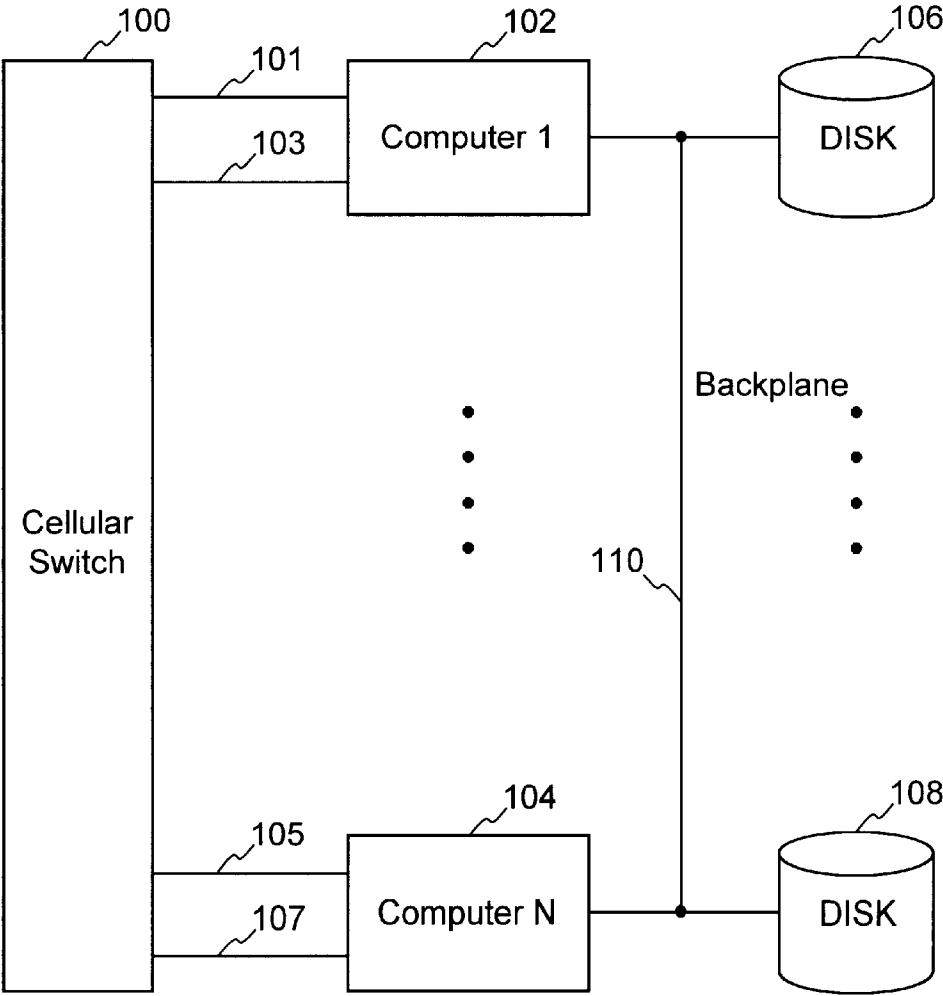 100
102
106
101
103
Computer 1
DISK
Backplane
Cellular
Switch
110
104
108
105
107
Computer N
DISK